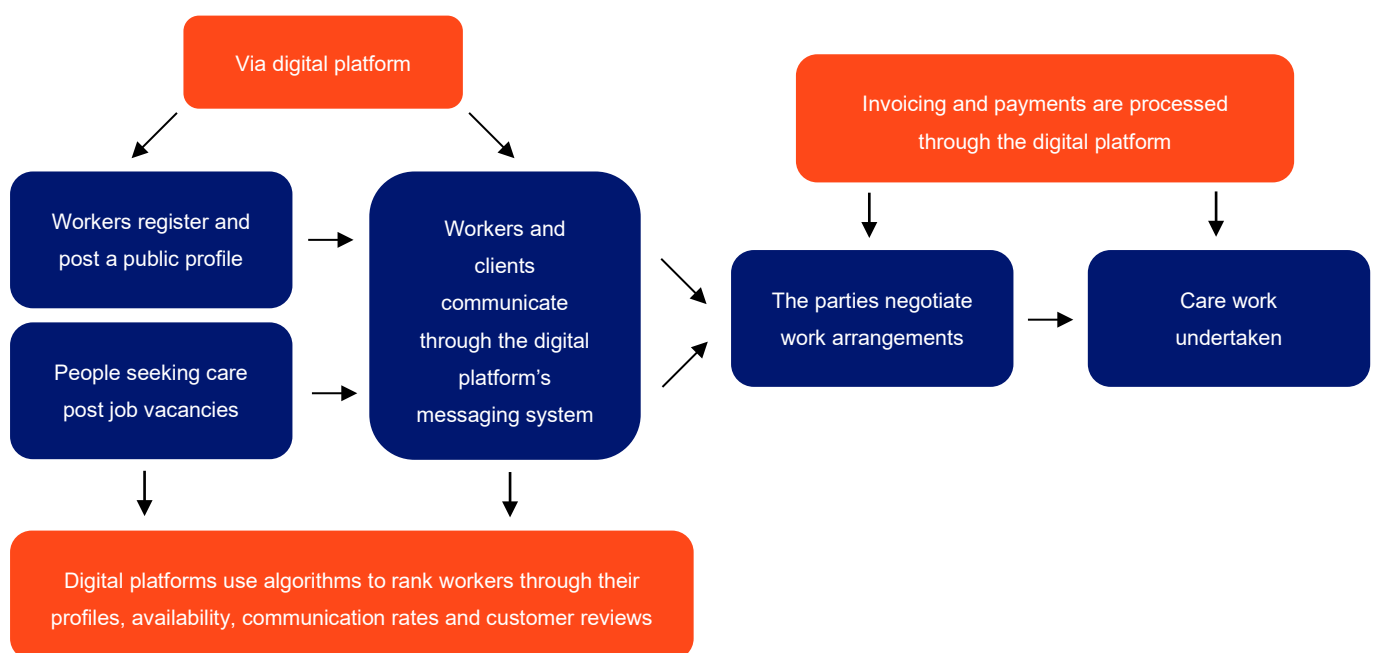 Via digital platform
Invoicing and payments are processed
through the digital platform
Workers register and
post a public profile
People seeking care
post job vacancies
Workers and
clients
communicate
through the digital
platform’s
messaging system
The parties negotiate
work arrangements
Care work
undertaken
Digital platforms use algorithms to rank workers through their
profiles, availability, communication rates and customer reviews